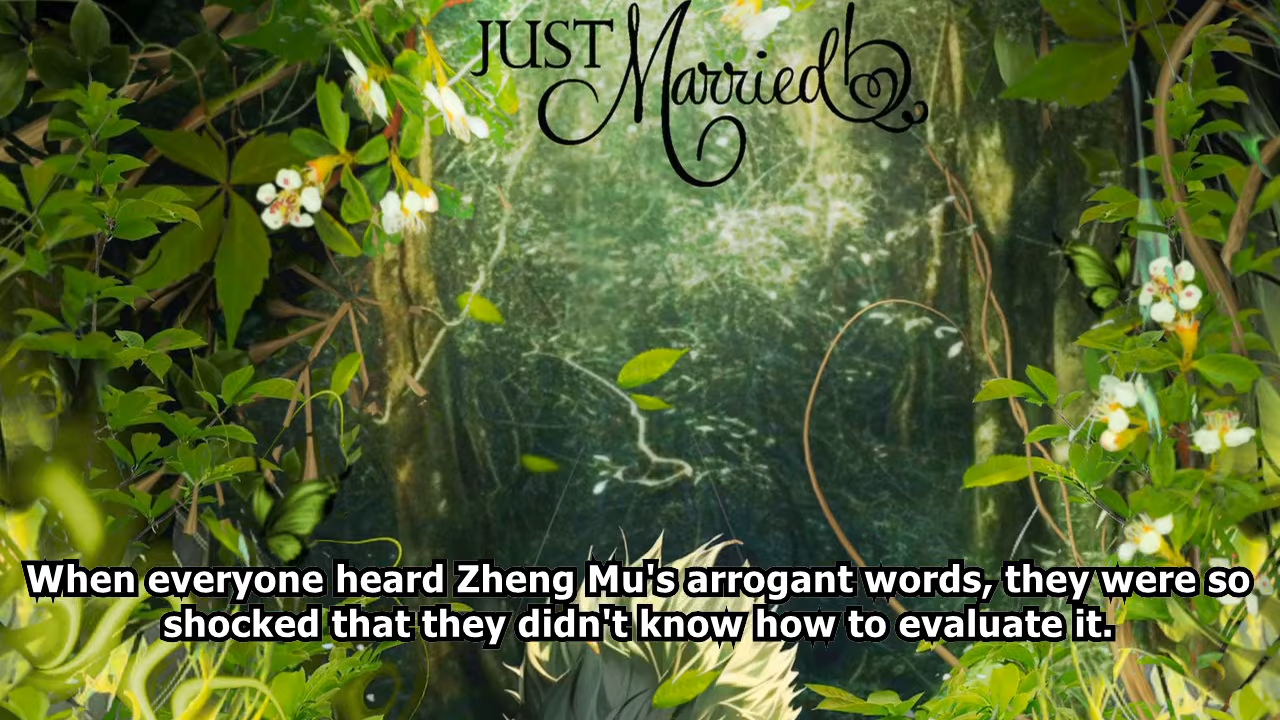 JUST Married
When everyone heard Zheng Mu's arrogant words, they were so
shocked that they didn't know how to evaluate it.